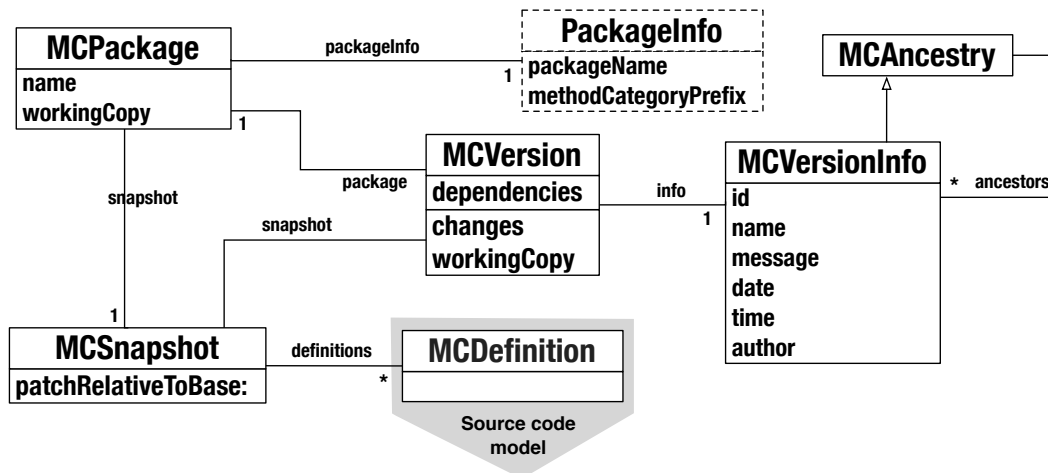 MCPackage
name
workingCopy
packageInfo
1
PackageInfo
packageName
methodCategoryPrefix
MCAncestry
1
package
snapshot
MCVersion
dependencies
changes
workingCopy
info
1
MCVersionInfo
id
name
message
date
time
author
* ancestors
snapshot
1
MCSnapshot
patchRelativeToBase:
definitions
*
MCDefinition
Source code
model